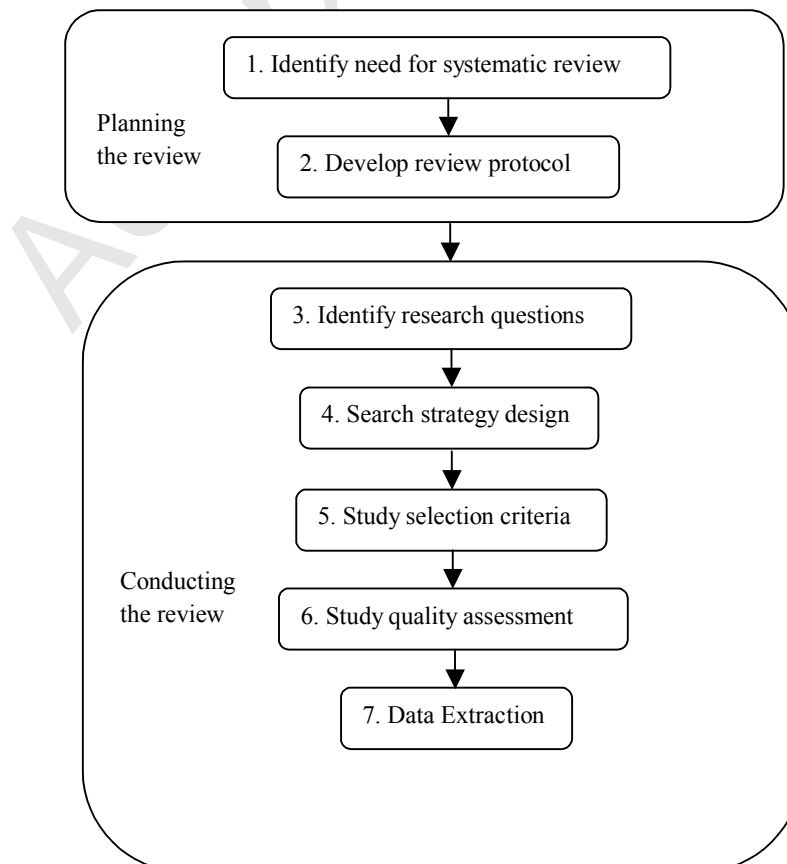 1. Identify need for systematic review
Planning
the review
2. Develop review protocol
3. Identify research questions
4. Search strategy design
5. Study selection criteria
Conducting
the review
6. Study quality assessment
7. Data Extraction